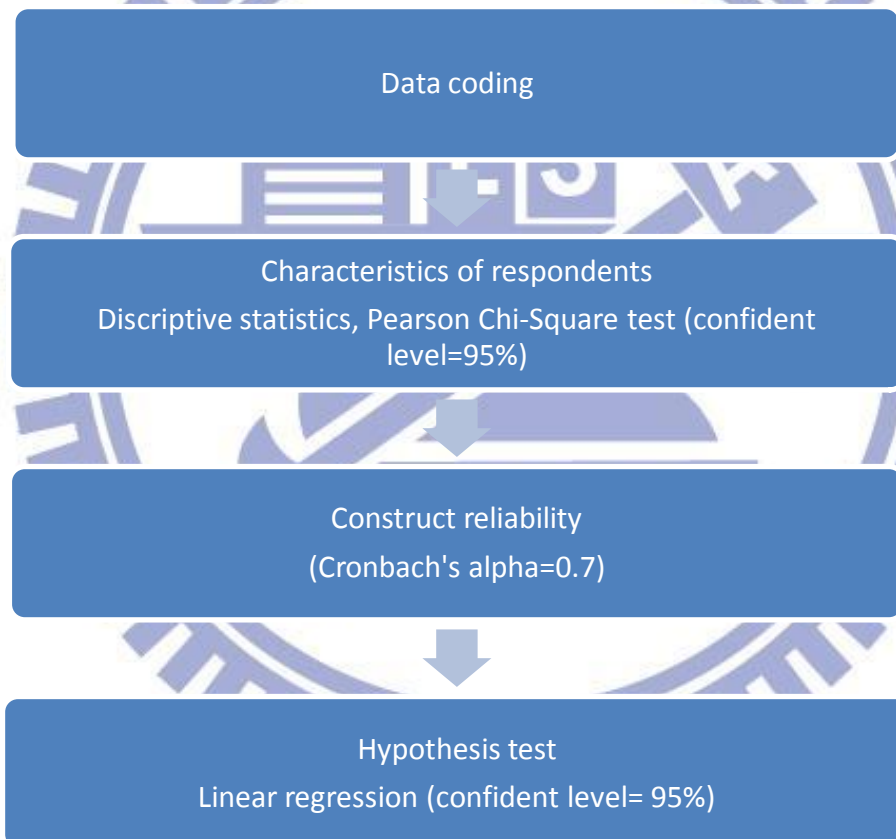 Data coding
Characteristics of respondents
Discriptive statistics, Pearson Chi-Square test (confident
level=95%)
Construct reliability
(Cronbach's alpha=0.7)
Hypothesis test
Linear regression (confident level= 95%)